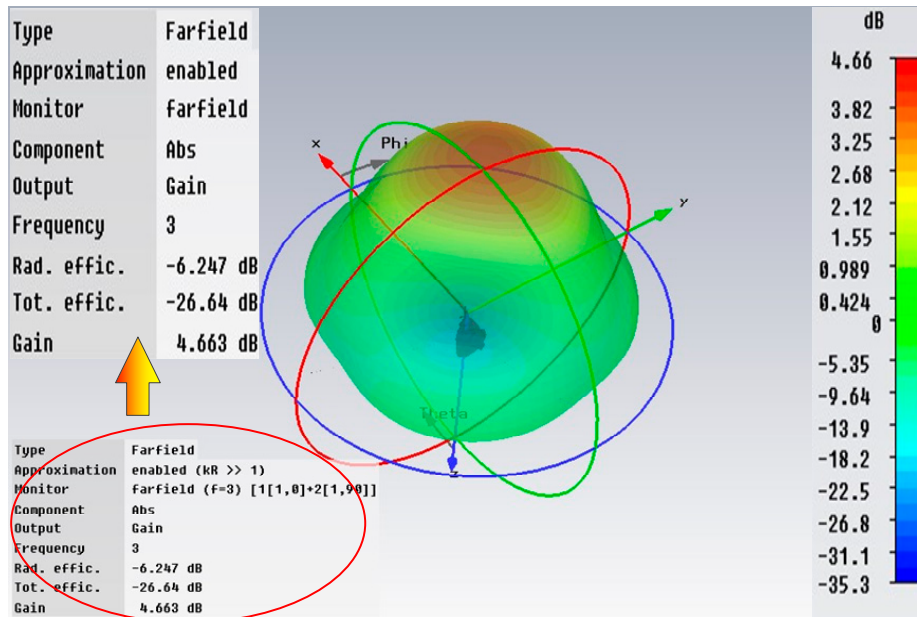 Type Farfield
Approximation enabled
Monitor farfield
Component Abs
Output Gain
Frequency 3
Rad. effic. -6.247 dB
Tot. effic. -26.64 dB
Gain 4.663 dB
x
Phi
y
Theta
z
Type Farfield
Approximation enabled (kR >> 1)
Monitor farfield (f=3) [1[1,0]+2[1,90]]
Component Abs
Output Gain
Frequency 3
Rad. effic. -6.247 dB
Tot. effic. -26.64 dB
Gain 4.663 dB
dB
4.66
3.82
3.25
2.68
2.12
1.55
0.989
0.424
0
-5.35
-9.64
-13.9
-18.2
-22.5
-26.8
-31.1
-35.3